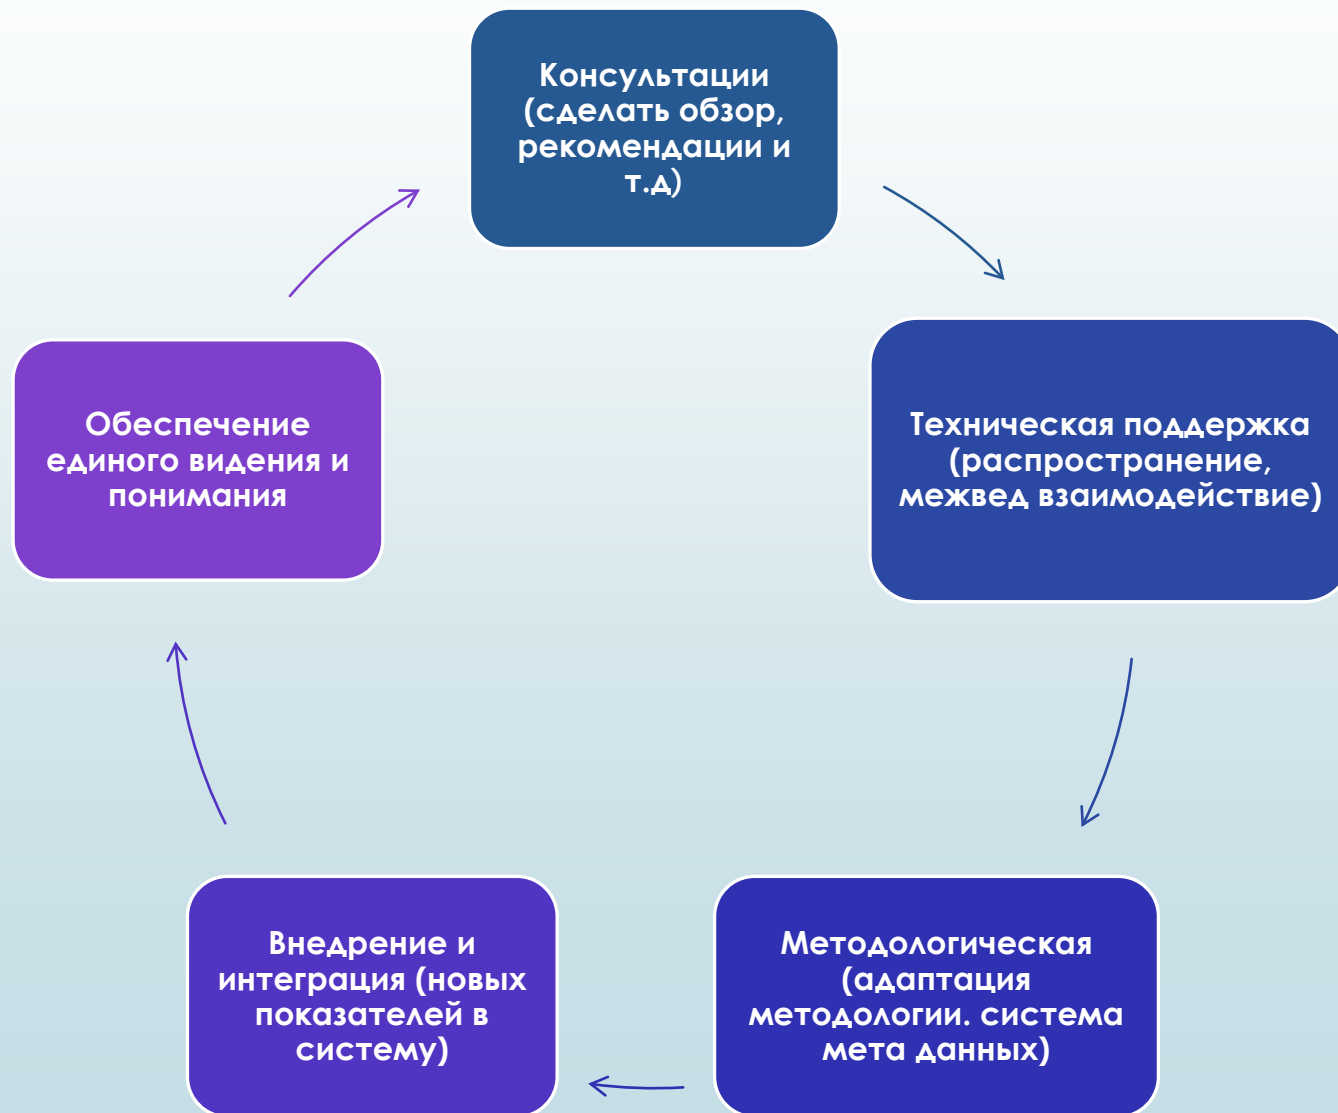 Консультации
(сделать обзор,
рекомендации и
т.д)
Техническая поддержка
(распространение,
межвед взаимодействие)
Методологическая
(адаптация
методологии. система
мета данных)
Внедрение и
интеграция (новых
показателей в
систему)
Обеспечение
единого видения и
понимания